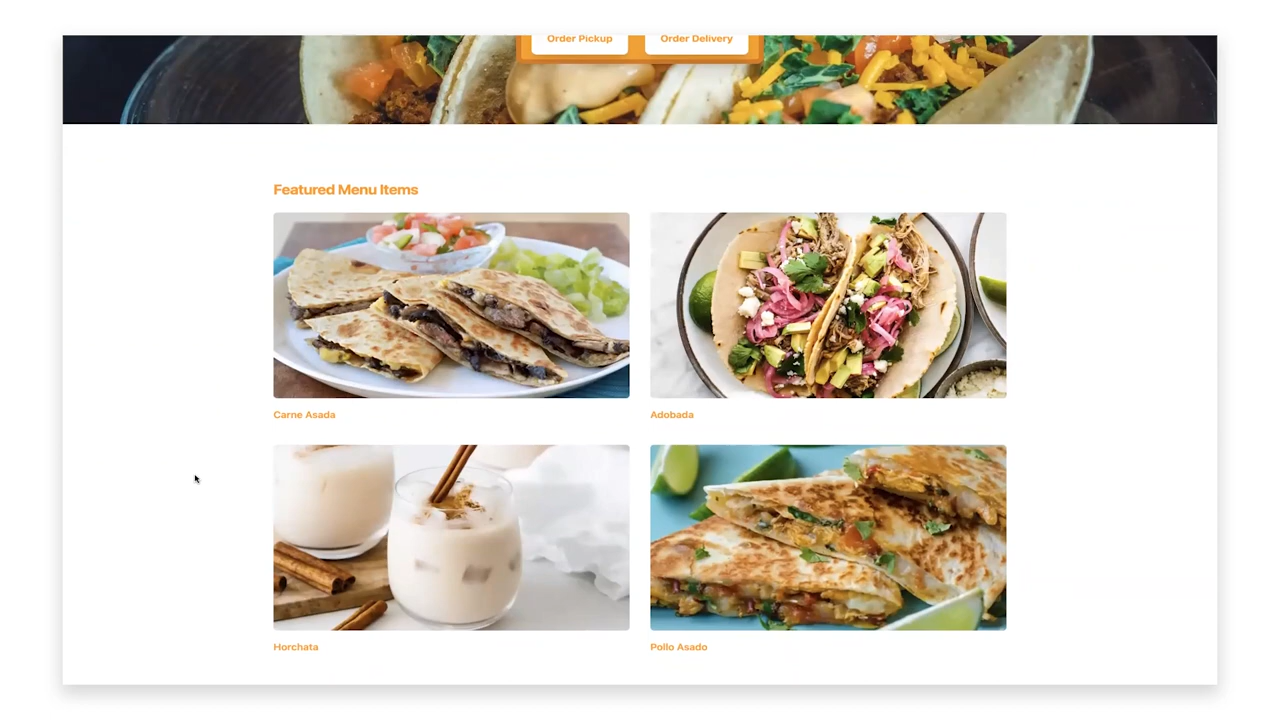 Order Pickup
Order Delivery
Featured Menu Items
Carne Asada
Adobada
Horchata
Pollo Asado